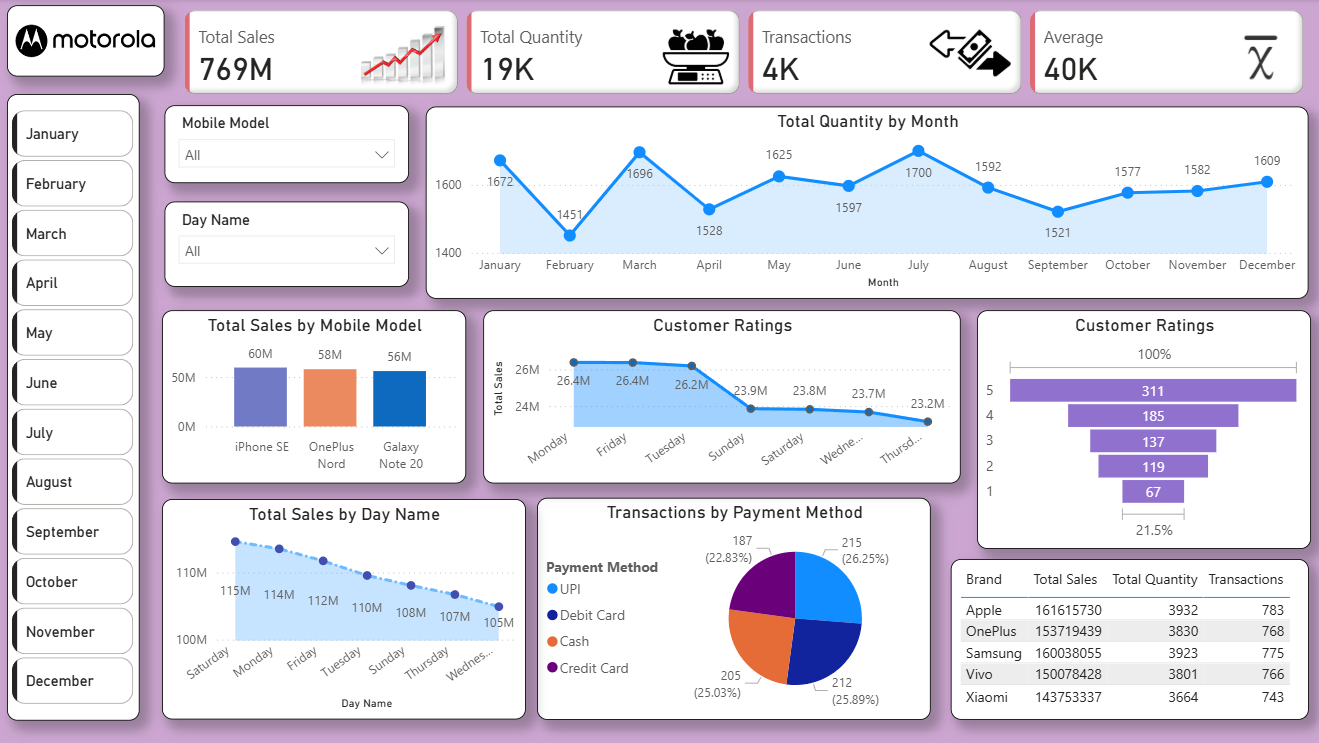 motorola
Total Sales
769M
Total Quantity
19K
Transactions
4K
Average
40K
x
January
February
March
April
May
June
July
August
September
October
November
December
Mobile Model
All
Day Name
All
Total Quantity by Month
1600
1400
1672
1451
1696
1528
1625
1597
1700
1592
1521
1577
1582
1609
January February March April May June July August September October November December
Month
Total Sales by Mobile Model
50M
0M
60M
58M
56M
iPhone SE
OnePlus
Nord
Galaxy
Note 20
Customer Ratings
Total Sales
26M
24M
26.4M
26.4M
26.2M
23.9M
23.8M
23.7M
23.2M
Monday
Friday
Tuesday
Sunday
Saturday
Wedne...
Thursd...
Customer Ratings
100%
5 311
4 185
3 137
2 119
1 67
21.5%
Total Sales by Day Name
110M
100M
115M
114M
112M
110M
108M
107M
105M
Saturday
Monday
Friday
Tuesday
Sunday
Thursday
Wednes...
Day Name
Transactions by Payment Method
Payment Method
UPI
Debit Card
Cash
Credit Card
187
(22.83%)
215
(26.25%)
205
(25.03%)
212
(25.89%)
Brand Total Sales Total Quantity Transactions
Apple 161615730 3932 783
OnePlus 153719439 3830 768
Samsung 160038055 3923 775
Vivo 150078428 3801 766
Xiaomi 143753337 3664 743